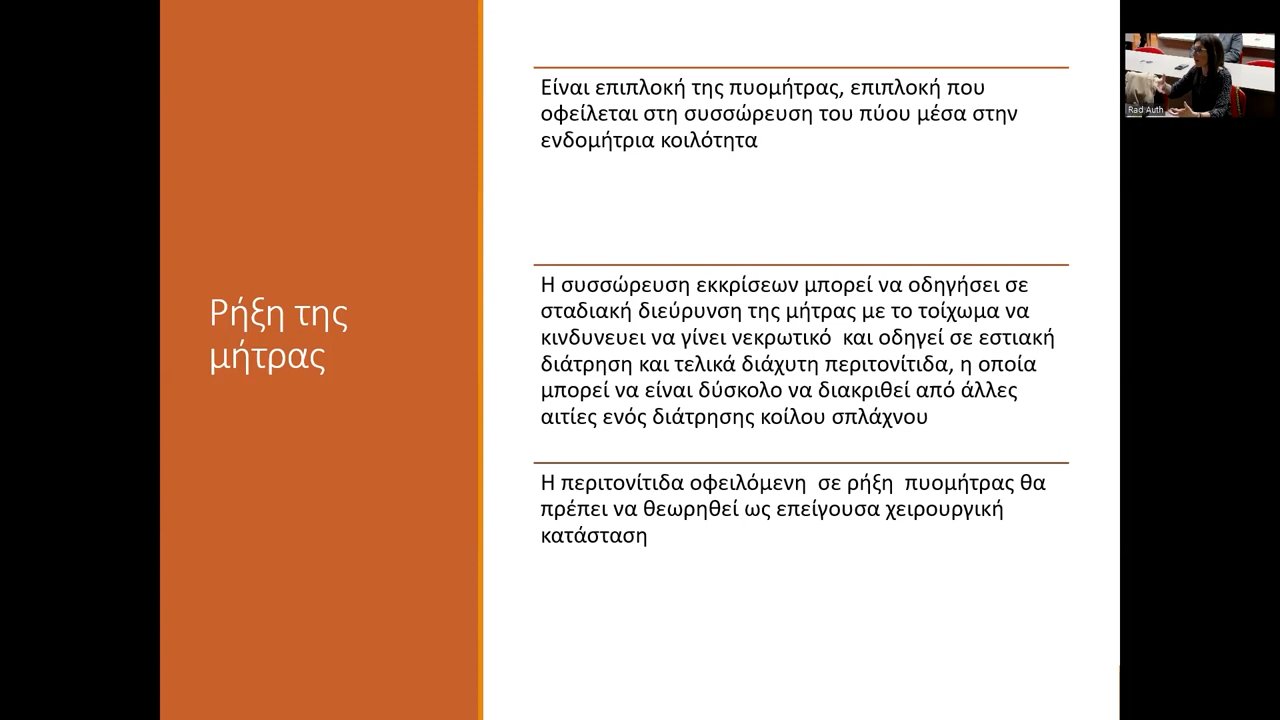 Ρήξη της
μήτρας
Είναι επιπλοκή της πυομήτρας, επιπλοκή που
οφείλεται στη συσσώρευση του πύου μέσα στην
ενδομήτρια κοιλότητα
Η συσσώρευση εκκρίσεων μπορεί να οδηγήσει σε
σταδιακή διεύρυνση της μήτρας με το τοίχωμα να
κινδυνευει να γίνει νεκρωτικό και οδηγεί σε εστιακή
διάτρηση και τελικά διάχυτη περιτονίτιδα, η οποία
μπορεί να είναι δύσκολο να διακριθεί από άλλες
αιτίες ενός διάτρησης κοίλου σπλάχνου
Η περιτονίτιδα οφειλόμενη σε ρήξη πυομήτρας θα
πρέπει να θεωρηθεί ως επείγουσα χειρουργική
κατάσταση
Rad Auth